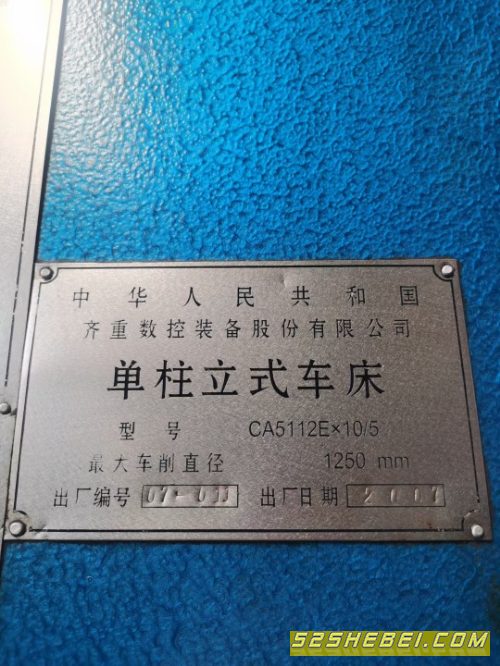 中华人民共和国
齐重数控装备股份有限公司
单柱立式车床
型号 CA5112E×10/5
最大车削直径 1250 mm
出厂编号 出厂日期 2007
52SHEBEI.COM